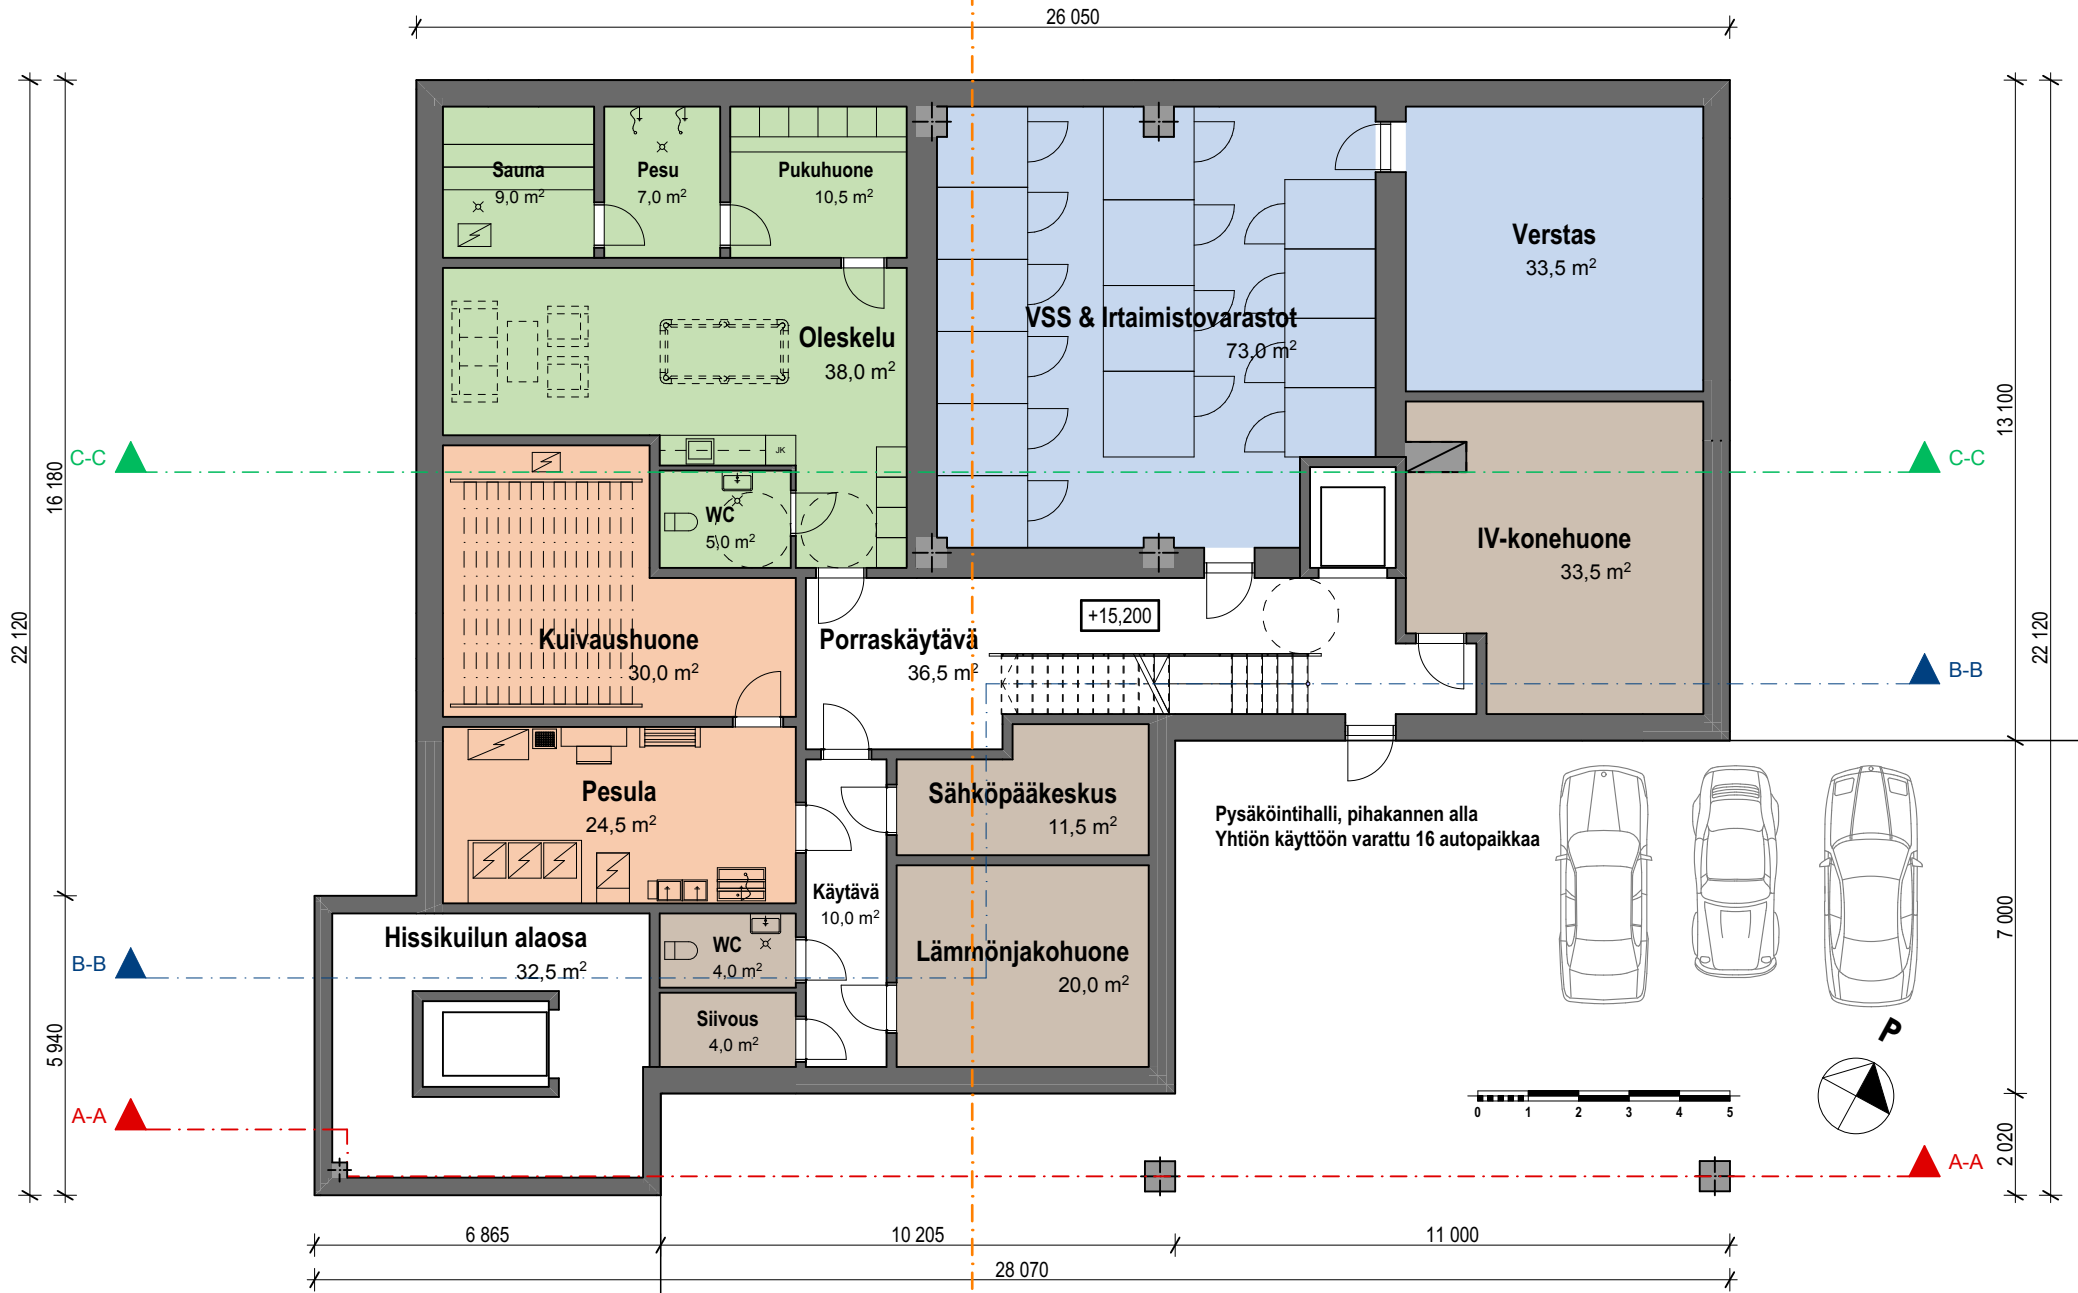 26 050
Sauna
9,0 m²
Pesu
7,0 m²
Pukuhuone
10,5 m²
Verstas
33,5 m²
VSS & Irtaimistovarastot
73,0 m²
Oleskelu
38,0 m²
JK
C-C
C-C
16 180
13 100
22 120
22 120
WC
5,0 m²
IV-konehuone
33,5 m²
+15,200
Kuivaushuone
30,0 m²
Porraskäytävä
36,5 m²
B-B
Pesula
24,5 m²
Sähköpääkeskus
11,5 m²
Pysäköintihalli, pihakannen alla
Yhtiön käyttöön varattu 16 autopaikkaa
Käytävä
10,0 m²
7 000
Hissikuilun alaosa
32,5 m²
WC
4,0 m²
Lämmönjakohuone
20,0 m²
B-B
Siivous
4,0 m²
5 940
P
0 1 2 3 4 5
A-A
2 020
A-A
6 865
10 205
11 000
28 070